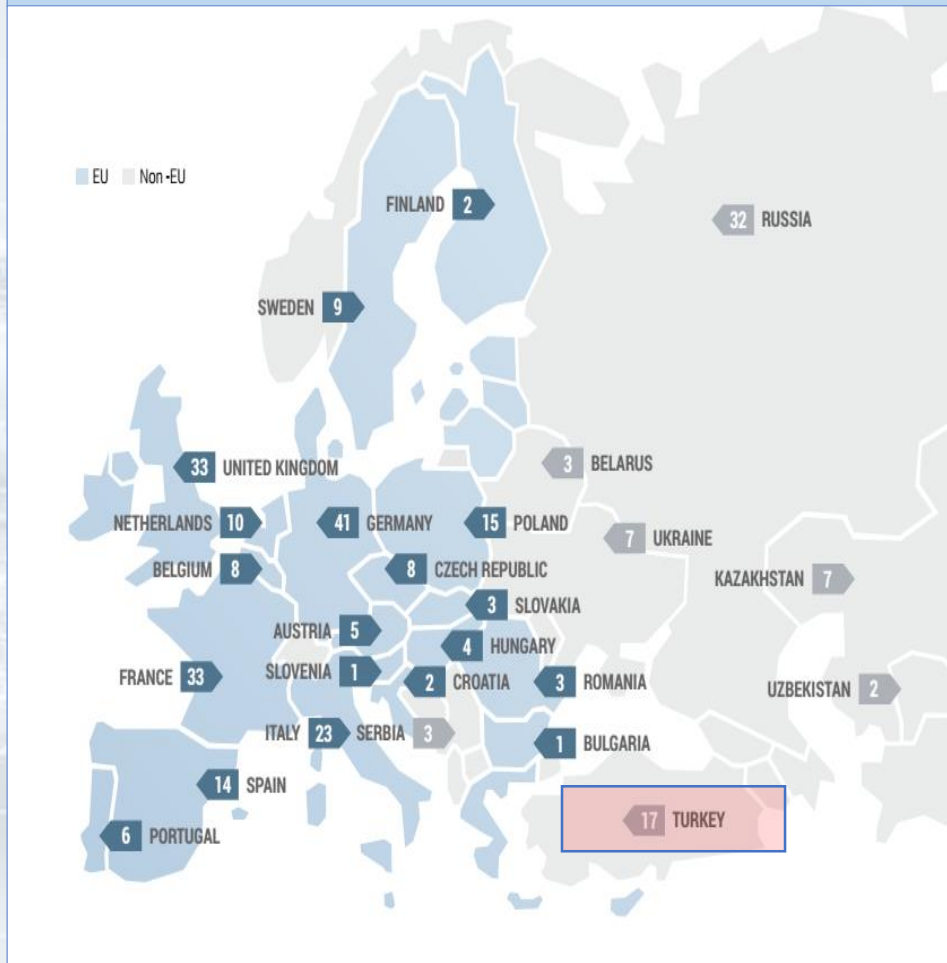 EU Non -EU
FINLAND 2
32 RUSSIA
SWEDEN 9
33 UNITED KINGDOM
3 BELARUS
NETHERLANDS 10
41 GERMANY
15 POLAND
7 UKRAINE
BELGIUM 8
8 CZECH REPUBLIC
KAZAKHSTAN 7
3 SLOVAKIA
AUSTRIA 5
4 HUNGARY
FRANCE 33
SLOVENIA 1
2 CROATIA
3 ROMANIA
UZBEKISTAN 2
ITALY 23
SERBIA 3
1 BULGARIA
14 SPAIN
17 TURKEY
6 PORTUGAL